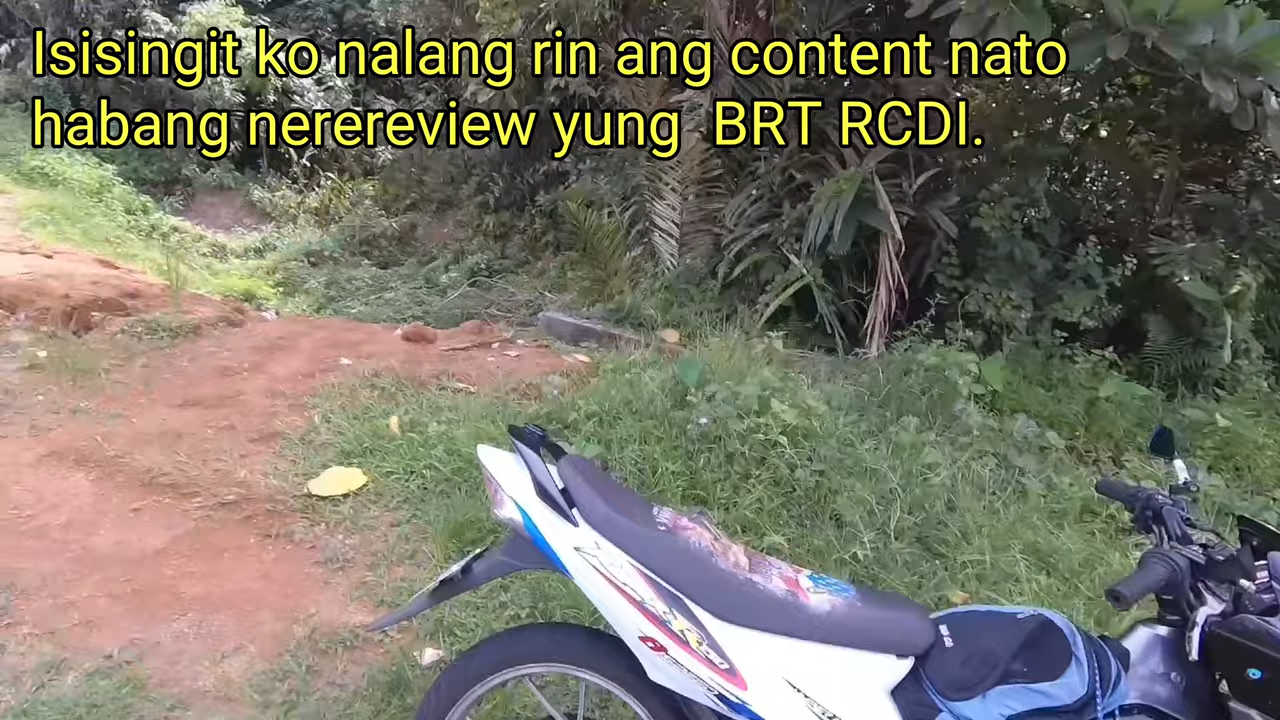 Isisingit ko nalang rin ang content nato
habang nerereview yung BRT RCDI.